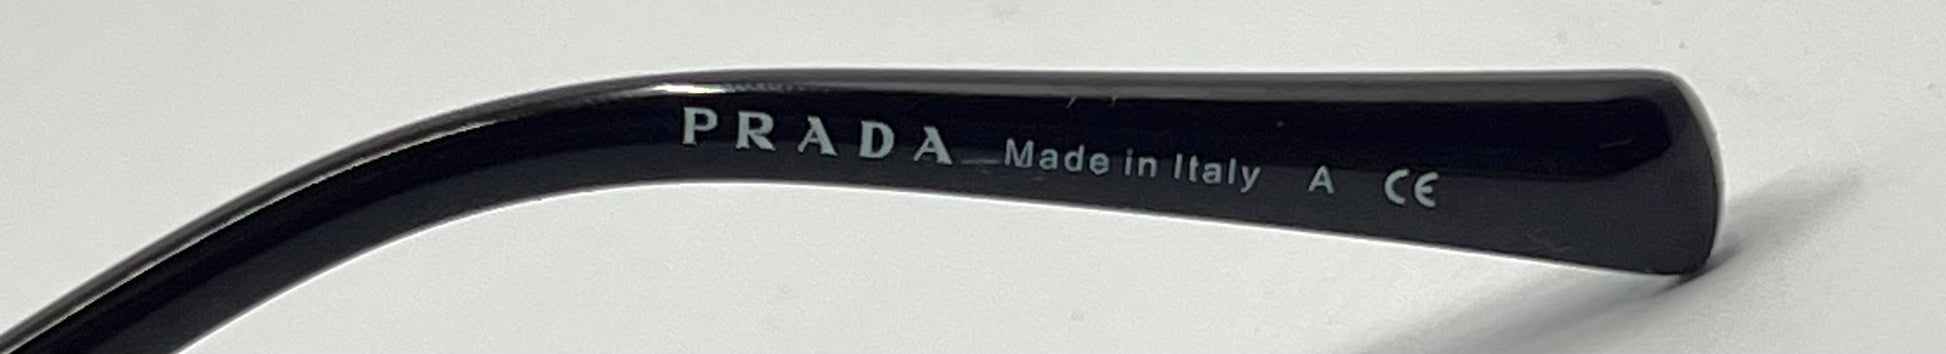 PRADA Made in Italy A CE